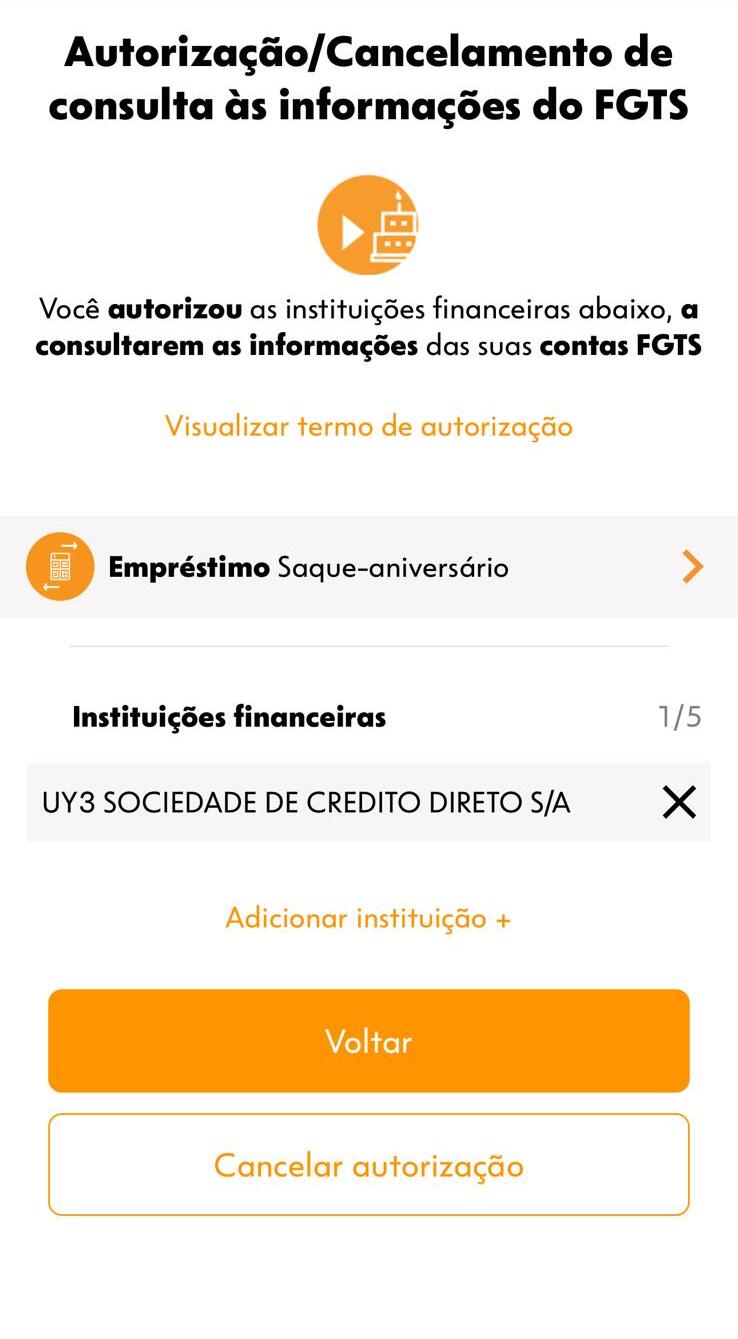 Autorização/Cancelamento de
consulta às informações do FGTS
Você autorizou as instituições financeiras abaixo, a
consultarem as informações das suas contas FGTS
Visualizar termo de autorização
Empréstimo Saque-aniversário
Instituições financeiras 1/5
UY3 SOCIEDADE DE CREDITO DIRETO S/A
Adicionar instituição +
Voltar
Cancelar autorização